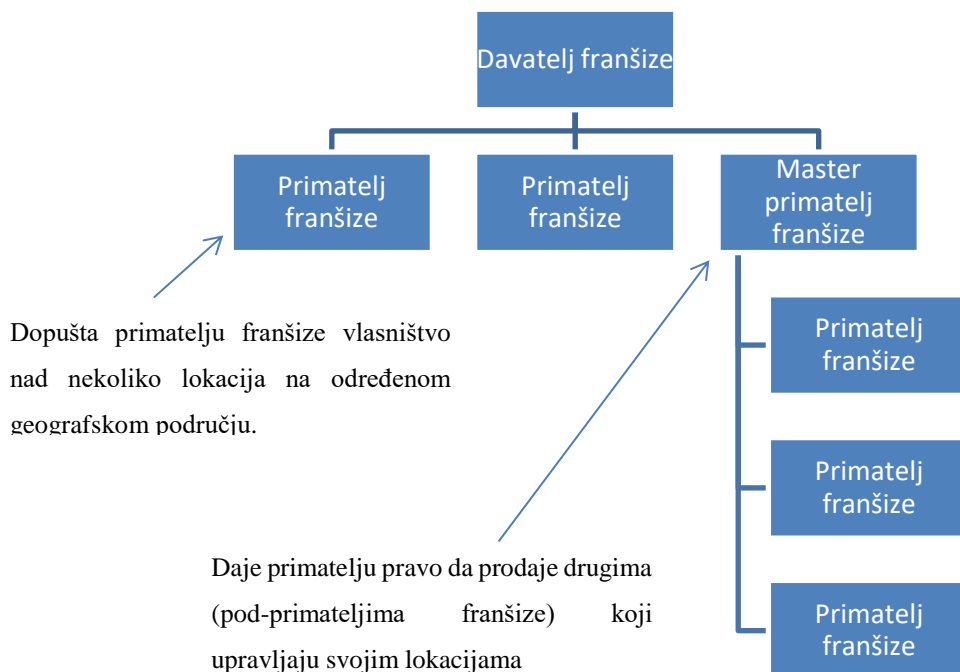 Davatelj franšize
Primatelj
franšize
Primatelj
franšize
Master
primatelj
franšize
Dopušta primatelju franšize vlasništvo
nad nekoliko lokacija na određenom
geografskom području.
Primatelj
franšize
Primatelj
franšize
Daje primatelju pravo da prodaje drugima
(pod-primateljima franšize) koji
upravljaju svojim lokacijama
Primatelj
franšize